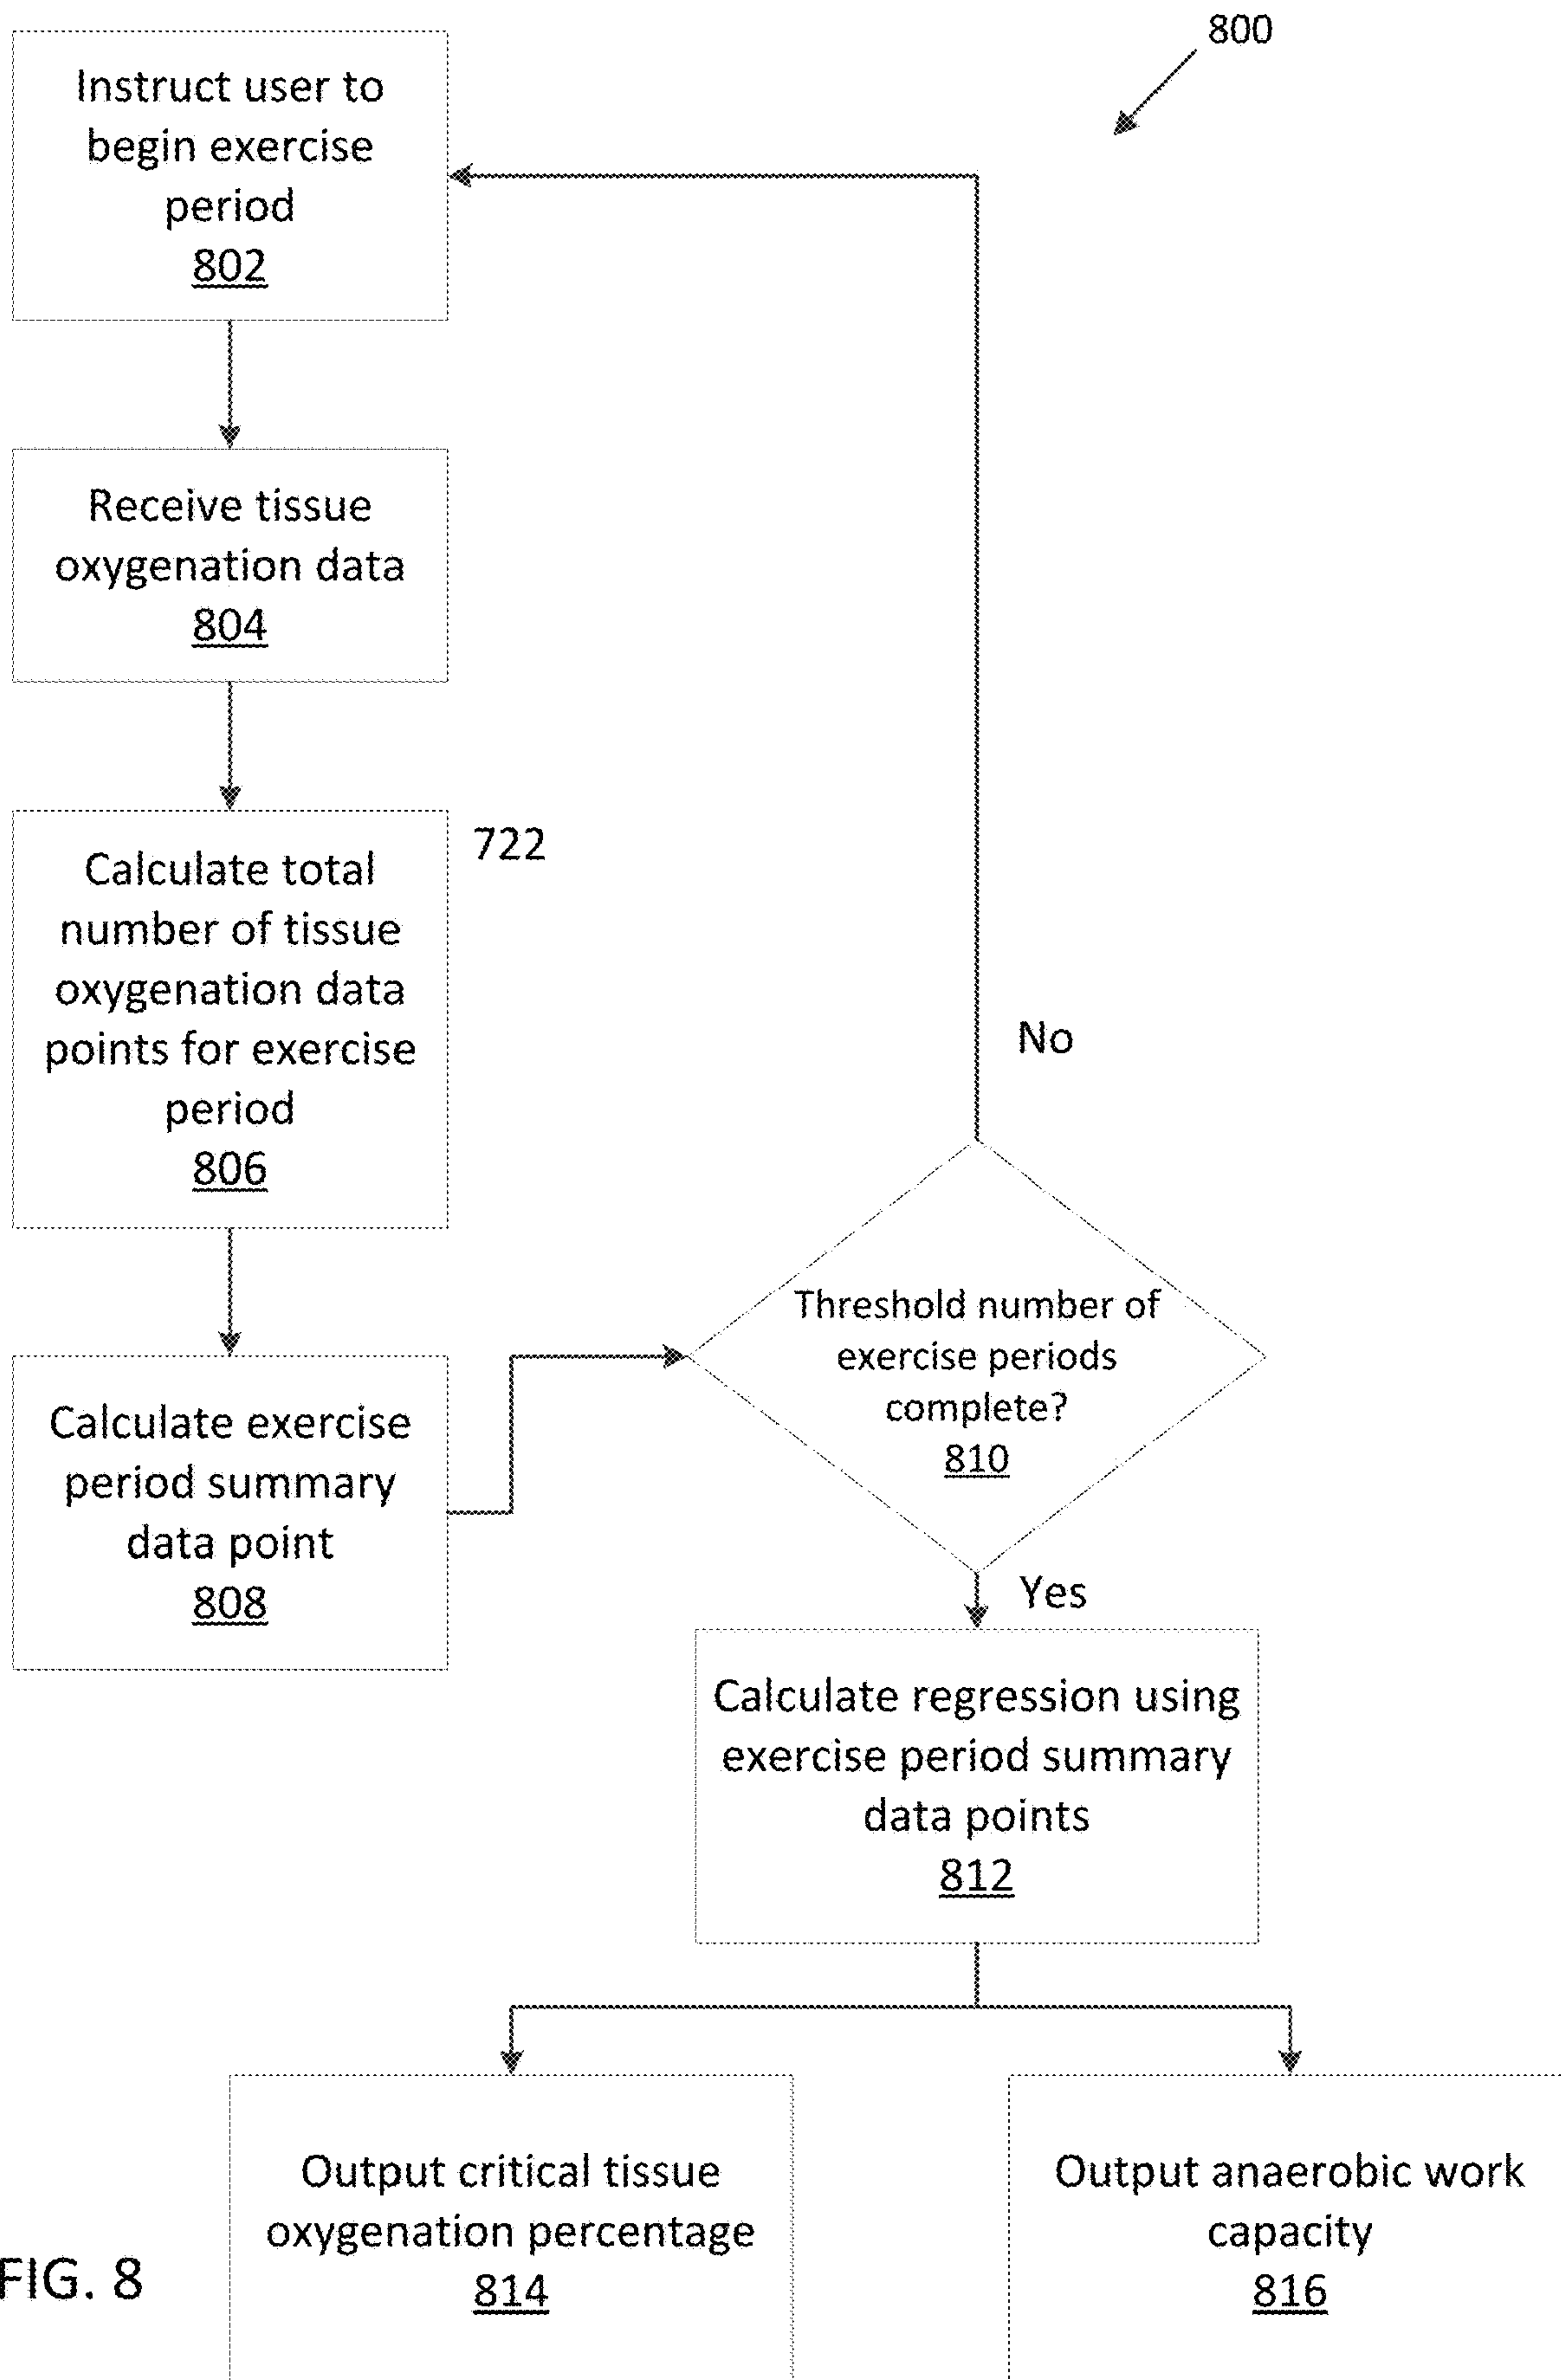 800
Instruct user to
begin exercise
period
802
Receive tissue
oxygenation data
804
722
Calculate total
number of tissue
oxygenation data
points for exercise
period
806
No
Threshold number of
exercise periods
complete?
810
Calculate exercise
period summary
data point
808
Yes
Calculate regression using
exercise period summary
data points
812
Output critical tissue
oxygenation percentage
814
Output anaerobic work
capacity
816
FIG. 8